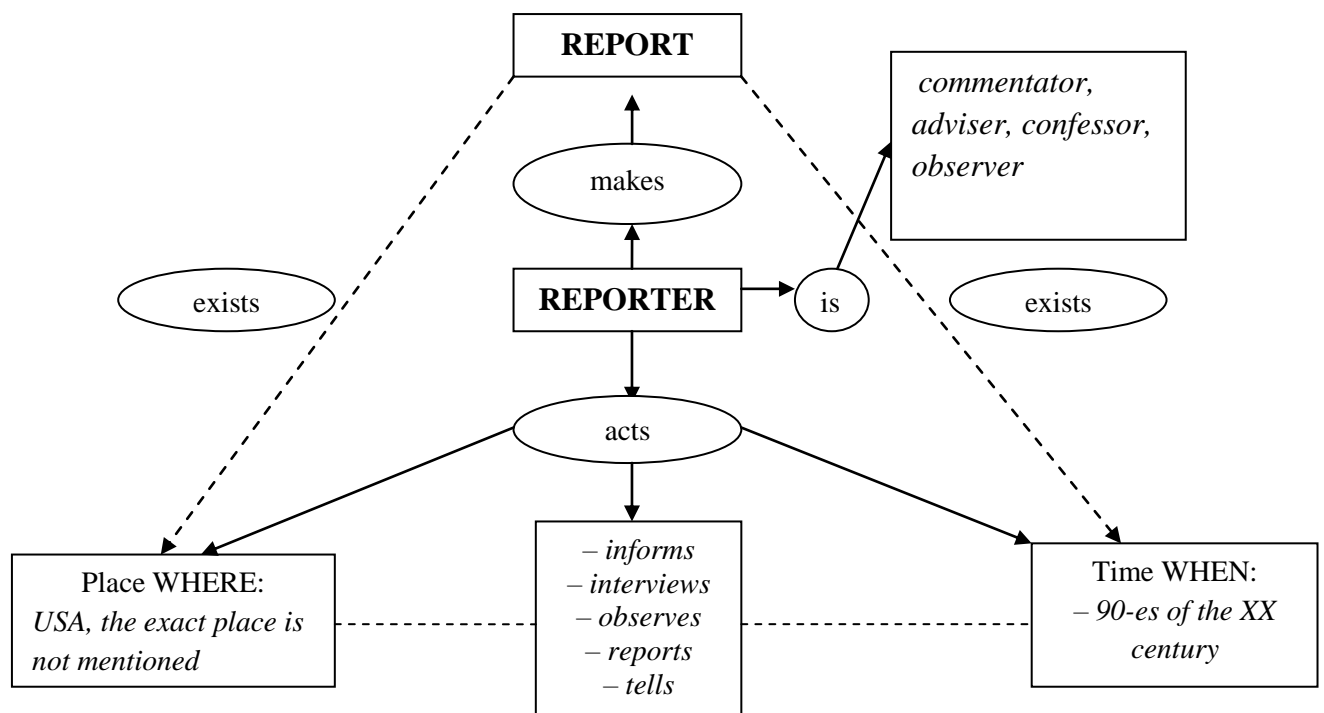 REPORT
commentator,
adviser, confessor,
observer
makes
exists
REPORTER
is
exists
acts
Place WHERE:
USA, the exact place is
not mentioned
– informs
– interviews
– observes
– reports
– tells
Time WHEN:
– 90-es of the XX
century